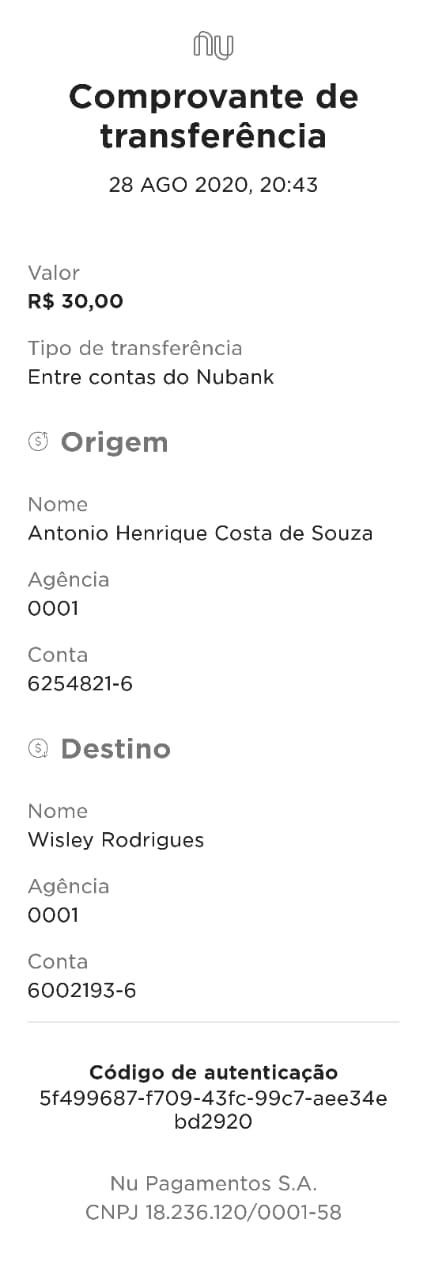 nu
Comprovante de
transferência
28 AGO 2020, 20:43
Valor
R$ 30,00
Tipo de transferência
Entre contas do Nubank
Origem
Nome
Antonio Henrique Costa de Souza
Agência
0001
Conta
6254821-6
Destino
Nome
Wisley Rodrigues
Agência
0001
Conta
6002193-6
Código de autenticação
5f499687-f709-43fc-99c7-aee34e
bd2920
Nu Pagamentos S.A.
CNPJ 18.236.120/0001-58